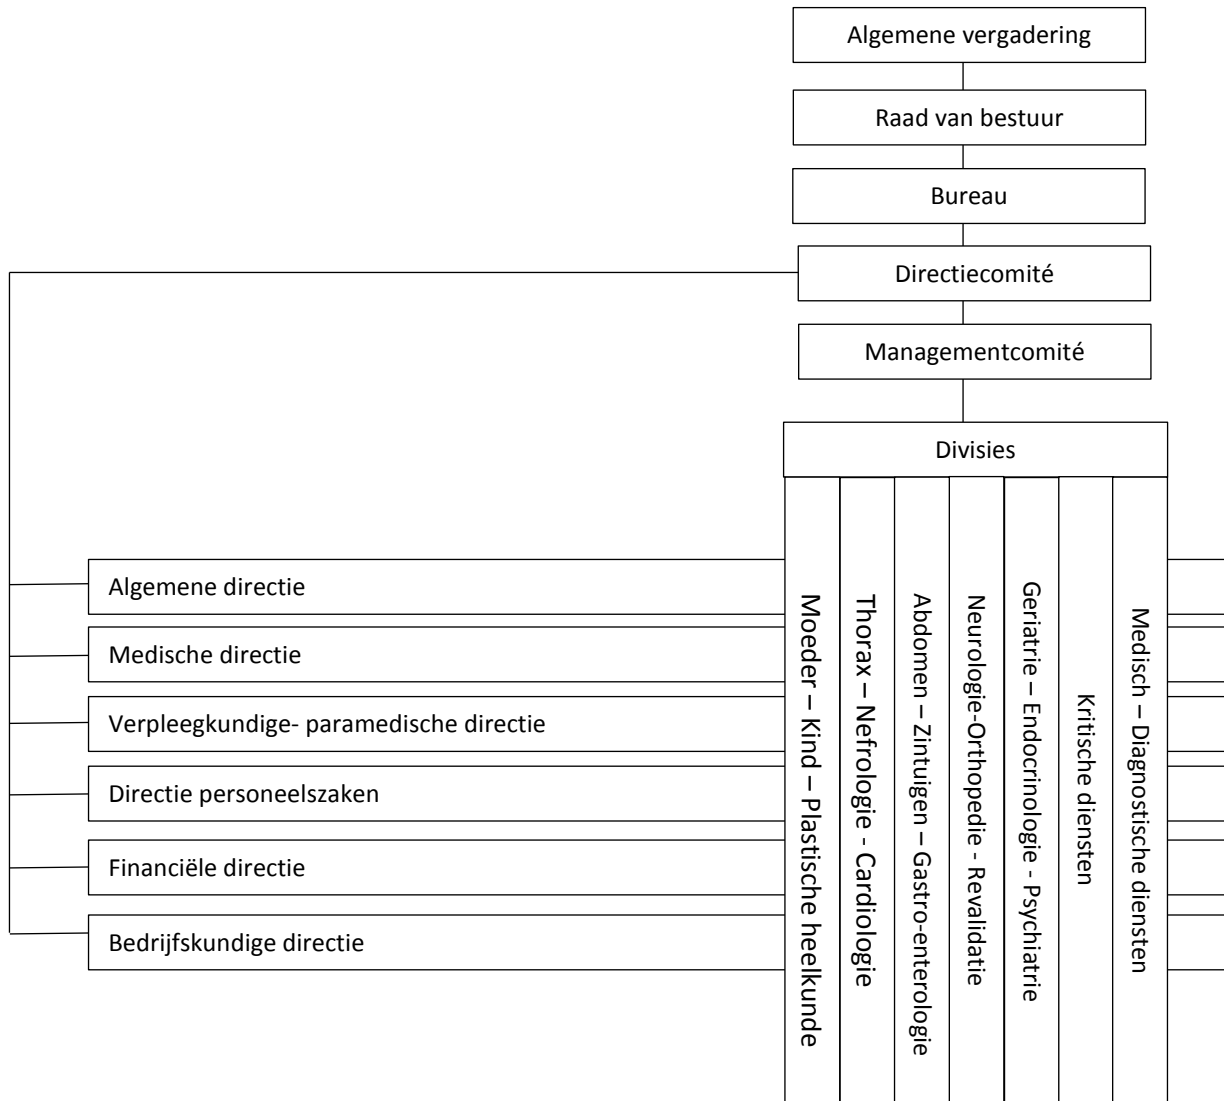 Algemene vergadering
Raad van bestuur
Bureau
Directiecomité
Managementcomité
Divisies
Algemene directie
Medische directie
Verpleegkundige- paramedische directie
Directie personeelszaken
Financiële directie
Bedrijfskundige directie
Moeder – Kind – Plastische heelkunde
Thorax – Nefrologie - Cardiologie
Abdomen – Zintuigen – Gastro-enterologie
Neurologie-Orthopedie - Revalidatie
Geriatrie – Endocrinologie - Psychiatrie
Kritische diensten
Medisch – Diagnostische diensten